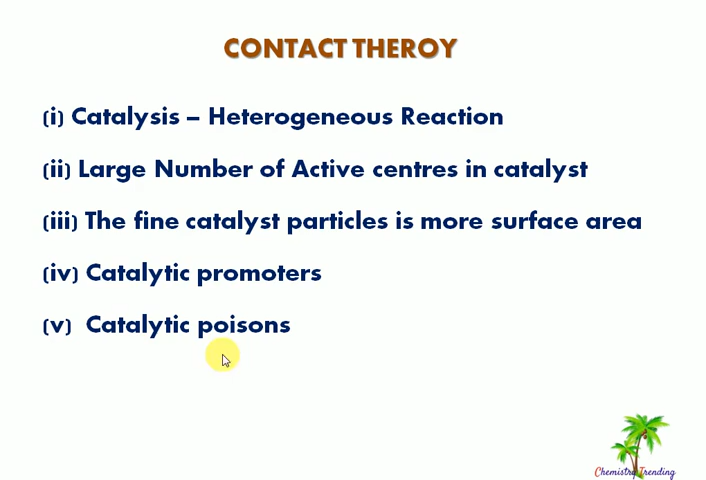 CONTACT THEROY
(i) Catalysis – Heterogeneous Reaction
(ii) Large Number of Active centres in catalyst
(iii) The fine catalyst particles is more surface area
(iv) Catalytic promoters
(v) Catalytic poisons
Chemistry Trending